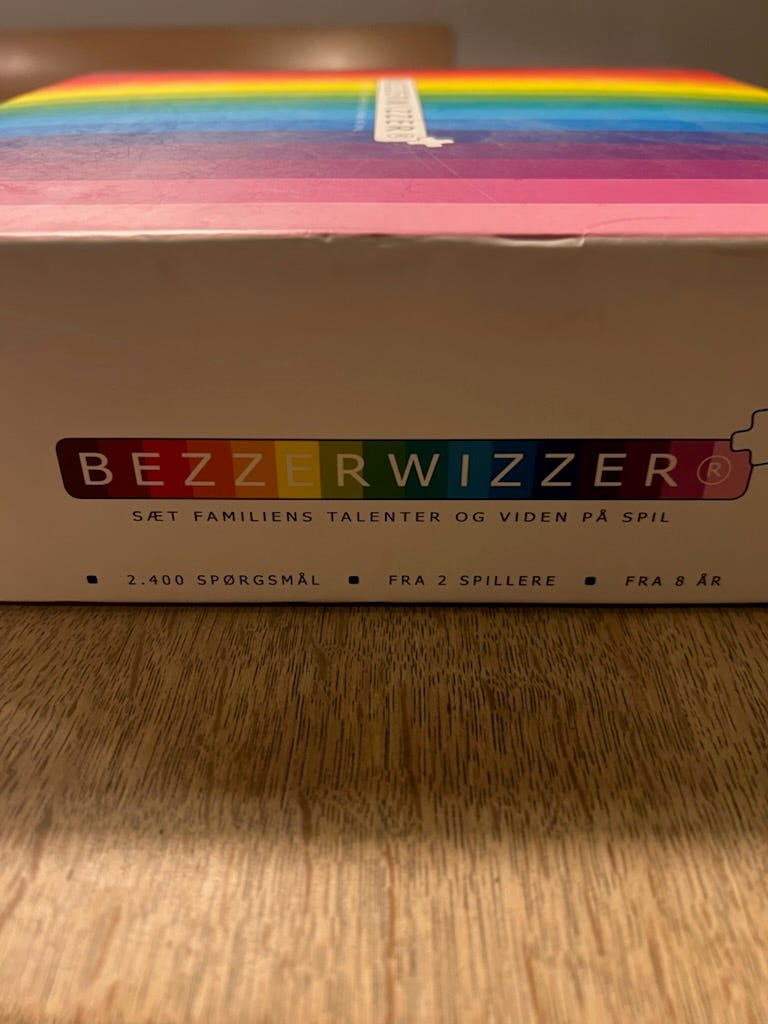 BEZZERWIZZER®
SÆT FAMILIENS TALENTER OG VIDEN PÅ SPIL
2.400 SPØRGSMÅL ▪ FRA 2 SPILLERE ▪ FRA 8 ÅR